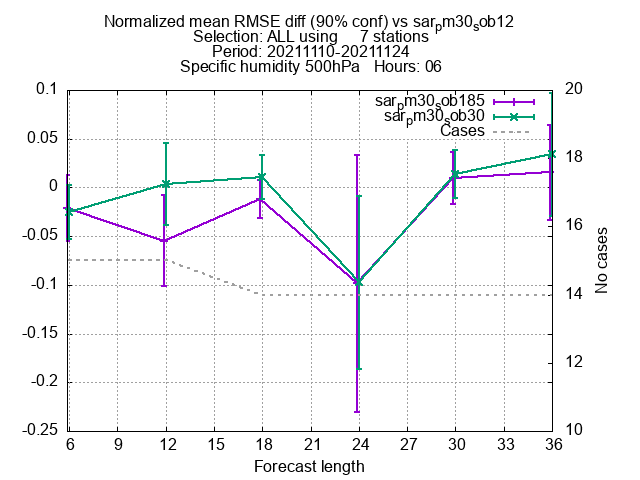 Normalized mean RMSE diff (90% conf) vs sarpm30sob12
Selection: ALL using 7 stations
Period: 20211110-20211124
Specific humidity 500hPa Hours: 06
sarpm30sob185
sarpm30sob30
Cases
0.1
0.05
0
-0.05
-0.1
-0.15
-0.2
-0.25
20
18
16
14
12
10
No cases
6 9 12 15 18 21 24 27 30 33 36
Forecast length